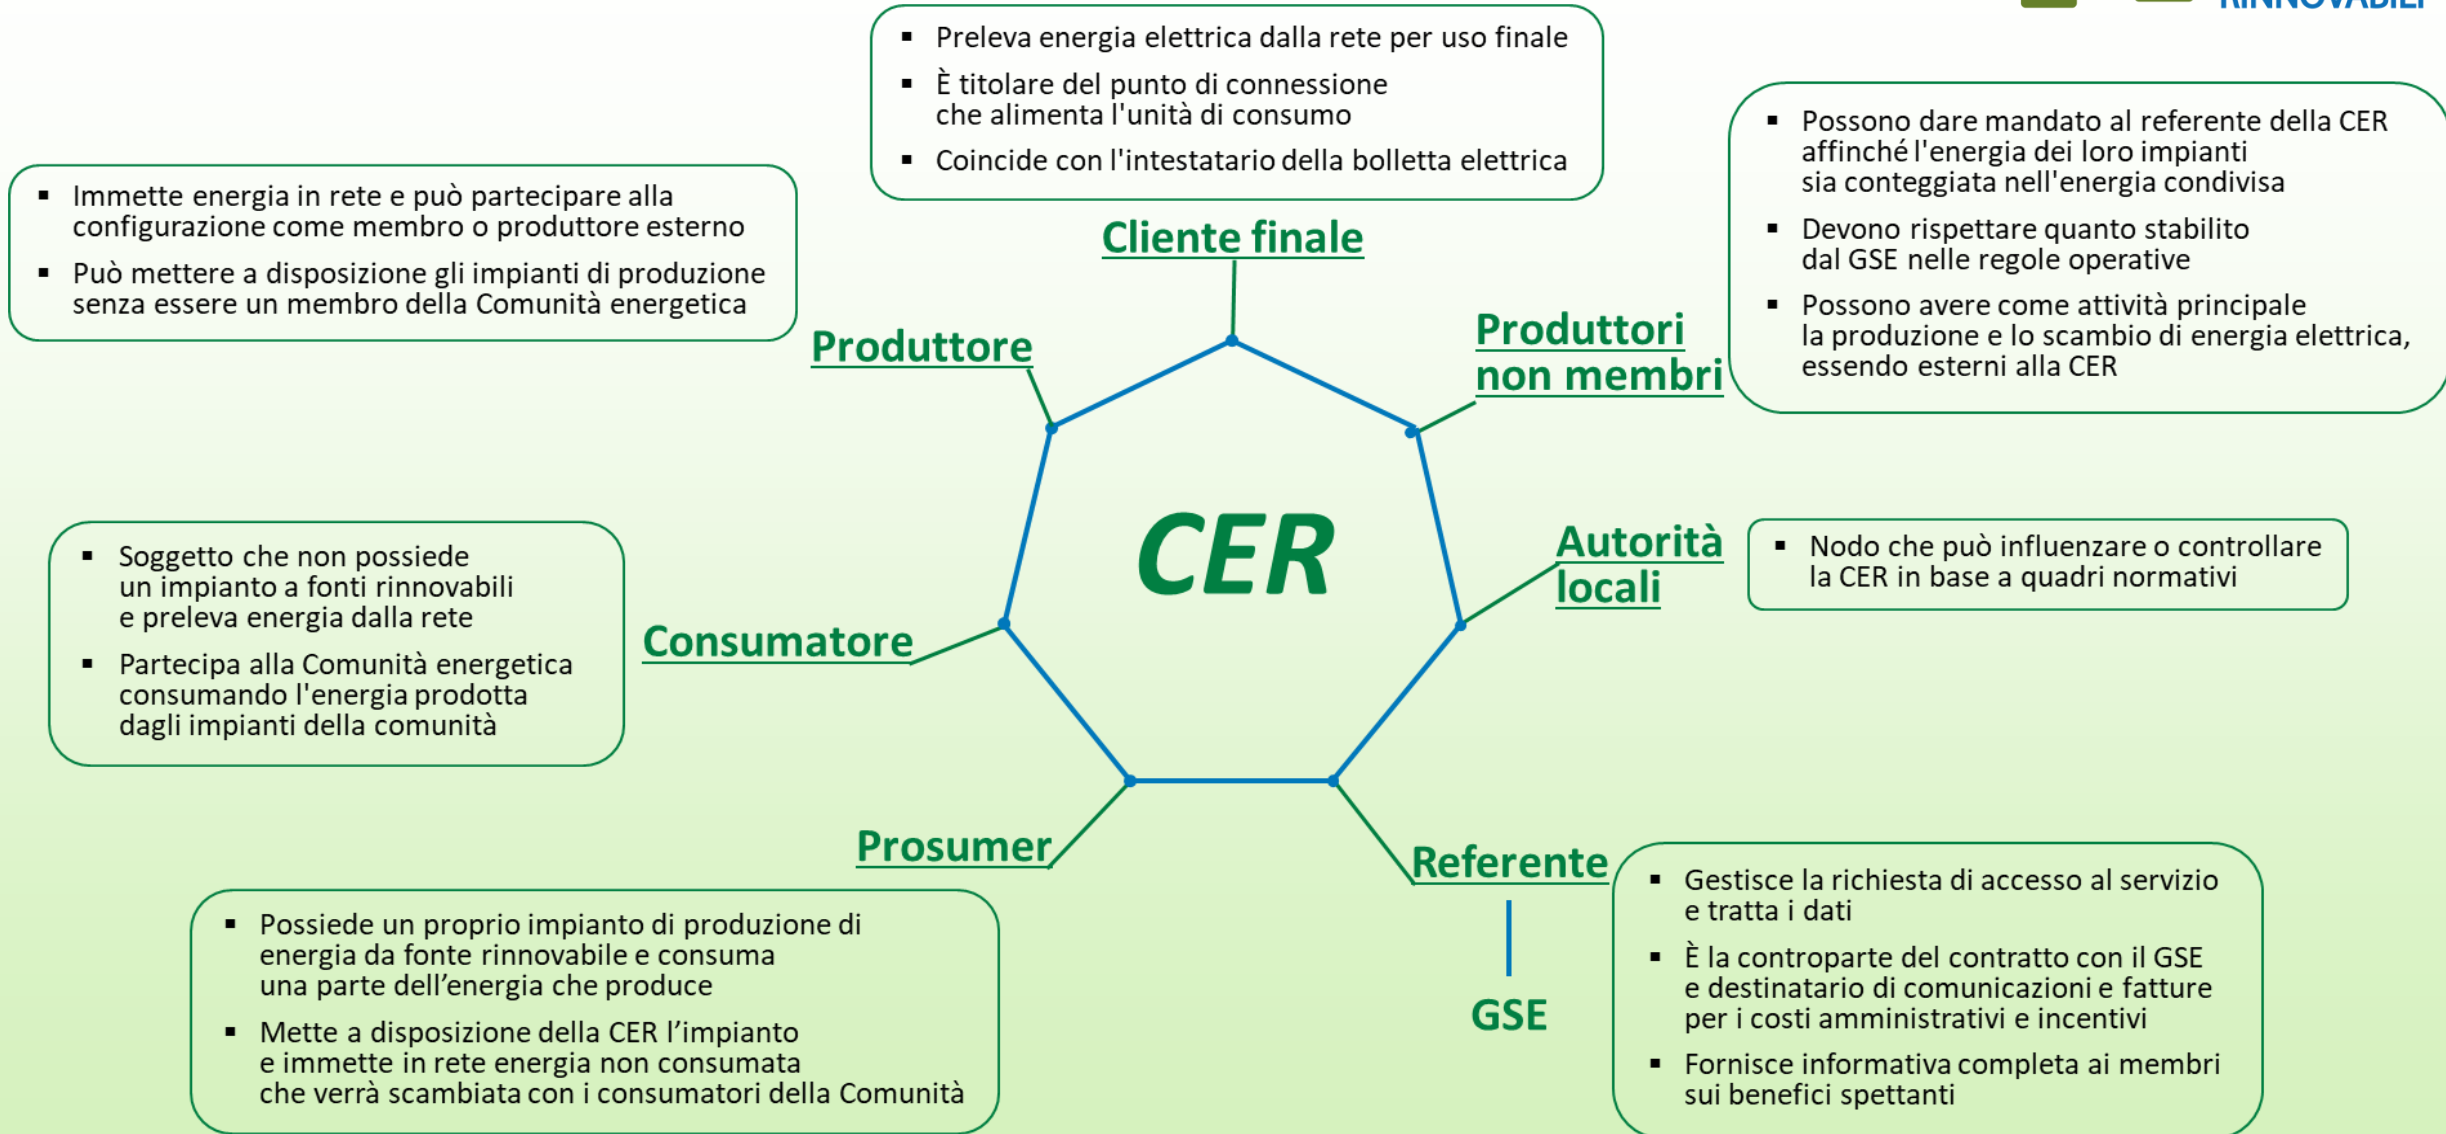 RINNOVABILI
▪ Preleva energia elettrica dalla rete per uso finale
▪ È titolare del punto di connessione
che alimenta l'unità di consumo
▪ Coincide con l'intestatario della bolletta elettrica
Cliente finale
▪ Possono dare mandato al referente della CER
affinché l'energia dei loro impianti
sia conteggiata nell'energia condivisa
▪ Devono rispettare quanto stabilito
dal GSE nelle regole operative
▪ Possono avere come attività principale
la produzione e lo scambio di energia elettrica,
essendo esterni alla CER
Produttori
non membri
▪ Immette energia in rete e può partecipare alla
configurazione come membro o produttore esterno
▪ Può mettere a disposizione gli impianti di produzione
senza essere un membro della Comunità energetica
Produttore
CER
Autorità
locali
▪ Nodo che può influenzare o controllare
la CER in base a quadri normativi
▪ Soggetto che non possiede
un impianto a fonti rinnovabili
e preleva energia dalla rete
▪ Partecipa alla Comunità energetica
consumando l'energia prodotta
dagli impianti della comunità
Consumatore
Prosumer
▪ Possiede un proprio impianto di produzione di
energia da fonte rinnovabile e consuma
una parte dell’energia che produce
▪ Mette a disposizione della CER l’impianto
e immette in rete energia non consumata
che verrà scambiata con i consumatori della Comunità
Referente
GSE
▪ Gestisce la richiesta di accesso al servizio
e tratta i dati
▪ È la controparte del contratto con il GSE
e destinatario di comunicazioni e fatture
per i costi amministrativi e incentivi
▪ Fornisce informativa completa ai membri
sui benefici spettanti